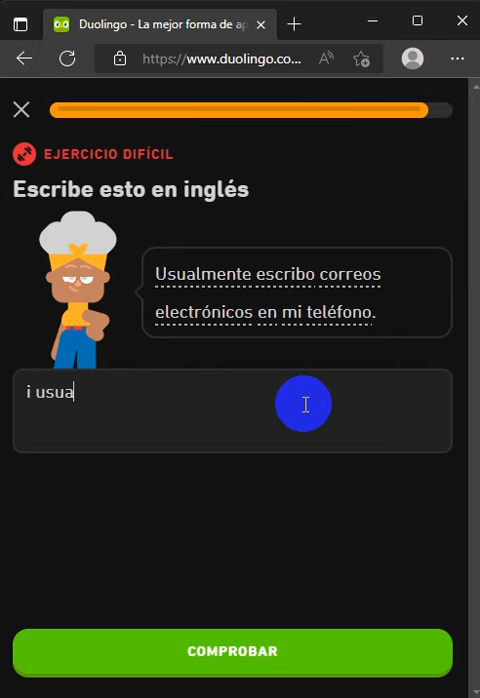 Duolingo - La mejor forma de ap
https://www.duolingo.co...
EJERCICIO DIFÍCIL
Escribe esto en inglés
Usualmente escribo correos
electrónicos en mi teléfono.
i usua
COMPROBAR